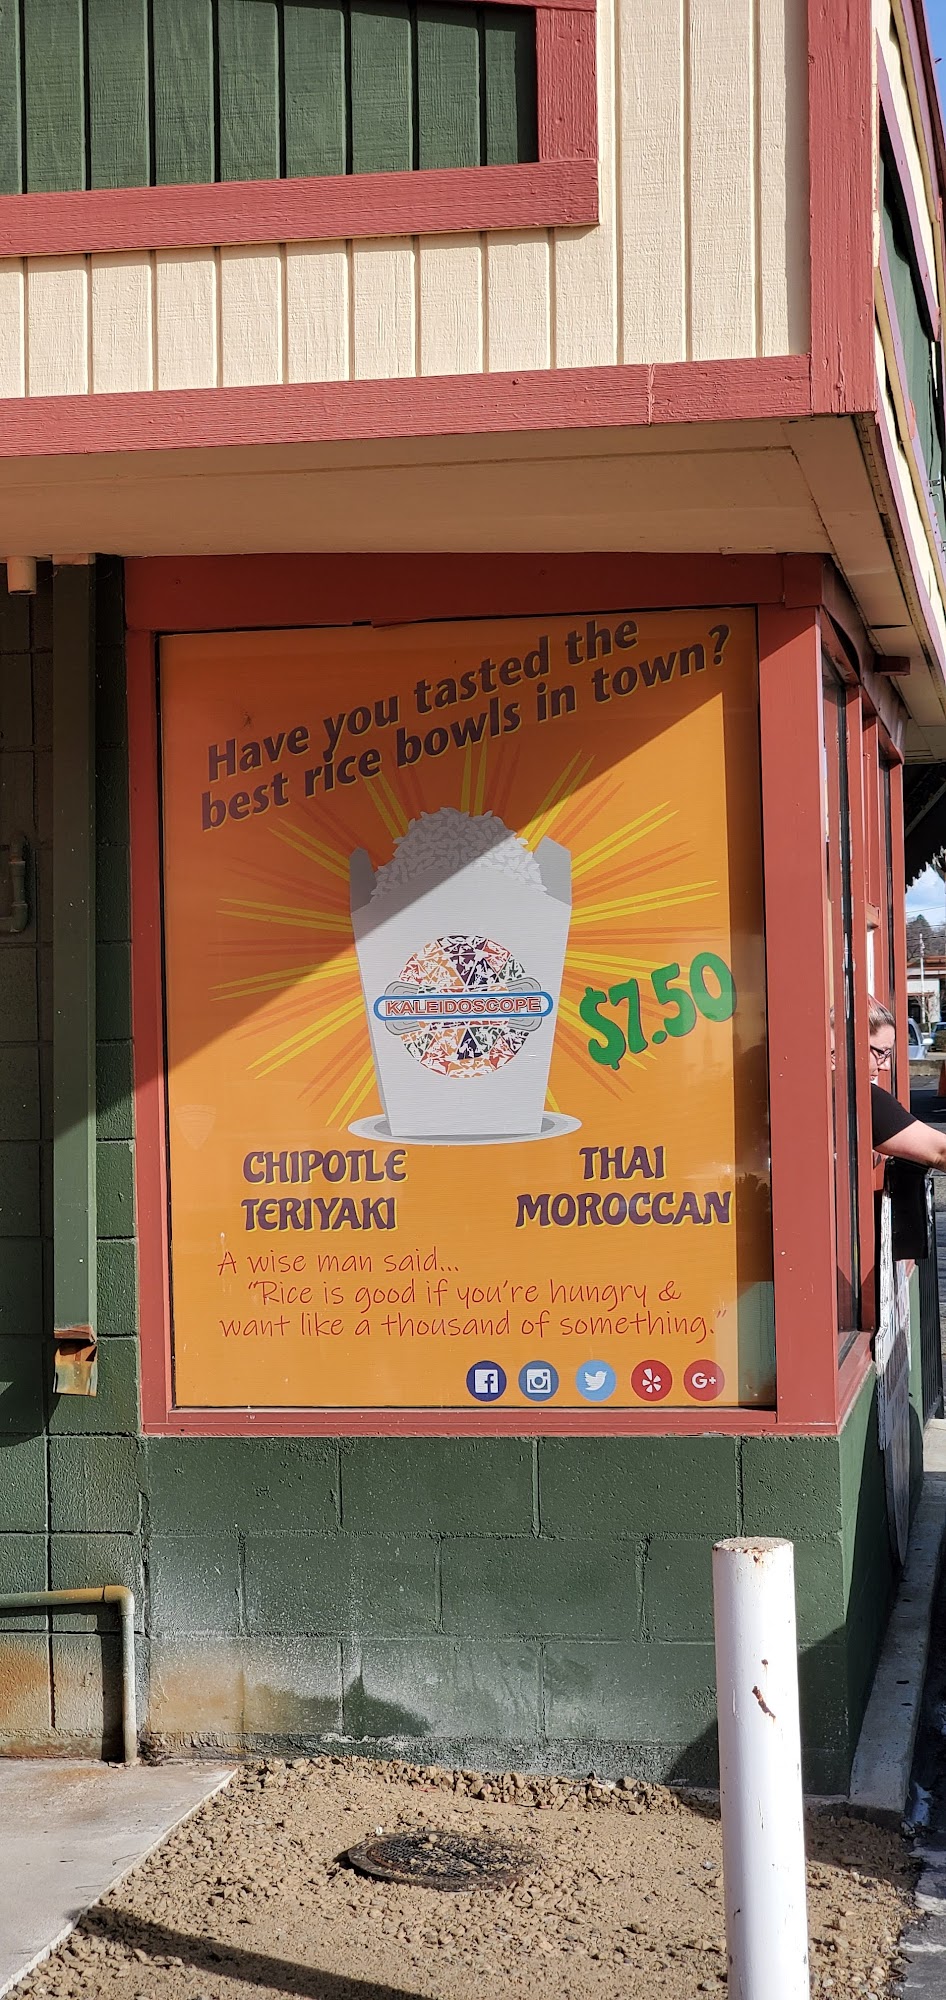 Have you tasted the
best rice bowls in town?
KALEIDOSCOPE
$7.50
CHIPOTLE
TERIYAKI
THAI
MOROCCAN
A wise man said...
"Rice is good if you're hungry &
want like a thousand of something."
G+